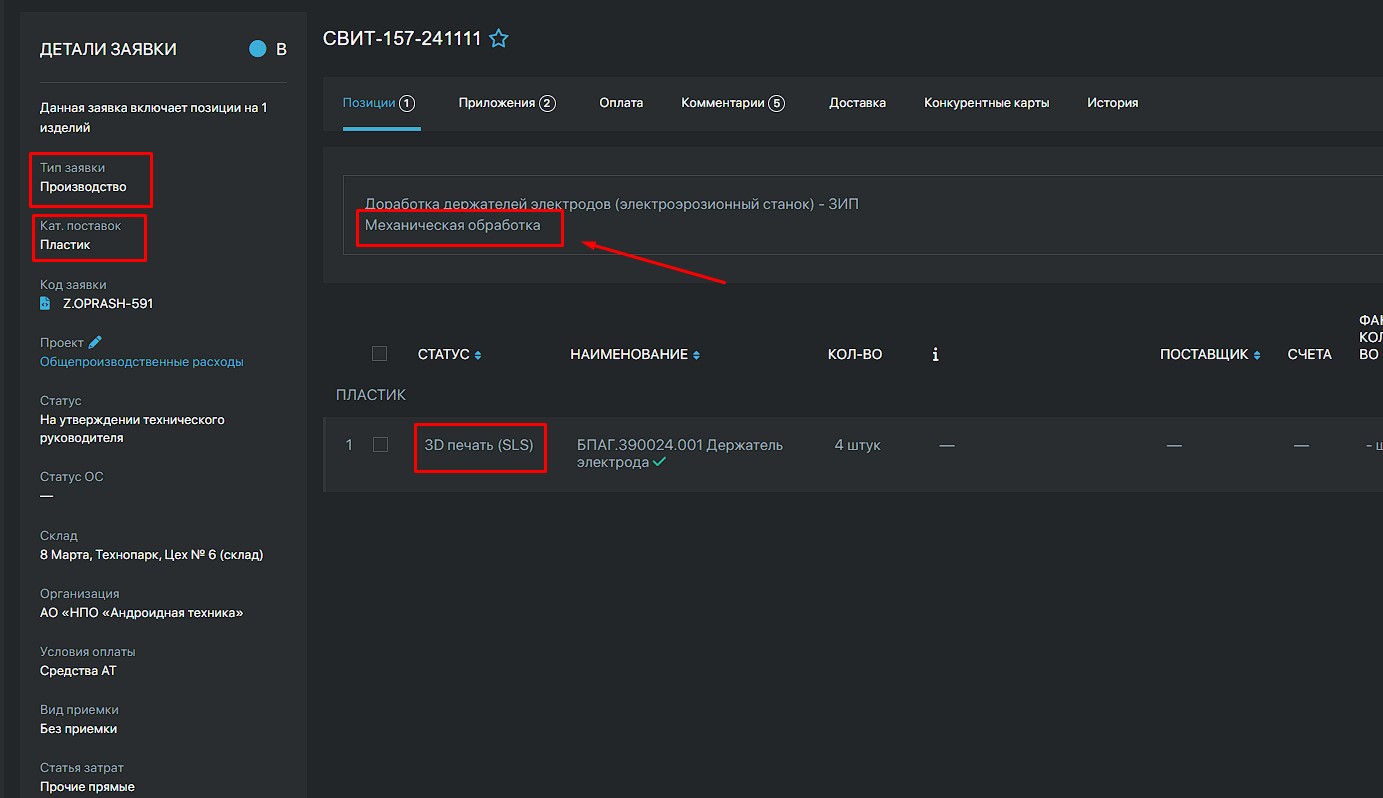 ДЕТАЛИ ЗАЯВКИ
В
Данная заявка включает позиции на 1
изделий
Тип заявки
Производство
Кат. поставок
Пластик
Код заявки
Z.OPRASH-591
Проект
Общепроизводственные расходы
Статус
На утверждении технического
руководителя
Статус ОС
—
Склад
8 Марта, Технопарк, Цех № 6 (склад)
Организация
АО «НПО «Андроидная техника»
Условия оплаты
Средства АТ
Вид приемки
Без приемки
Статья затрат
Прочие прямые
СВИТ-157-241111
Позиции 1 Приложения 2 Оплата Комментарии 5 Доставка Конкурентные карты История
Доработка держателей электродов (электроэрозионный станок) - ЗИП
Механическая обработка
СТАТУС НАИМЕНОВАНИЕ КОЛ-ВО i ПОСТАВЩИК СЧЕТА
КОЛ
ВО
ПЛАСТИК
1 3D печать (SLS) БПАГ.390024.001 Держатель 4 штук — — — - ш
электрода